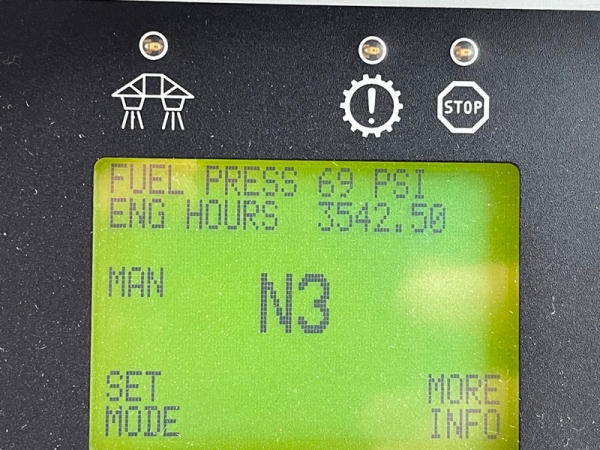 STOP
FUEL PRESS 69 PSI
ENG HOURS 3542.50
MAN
N3
SET
MODE
MORE
INFO